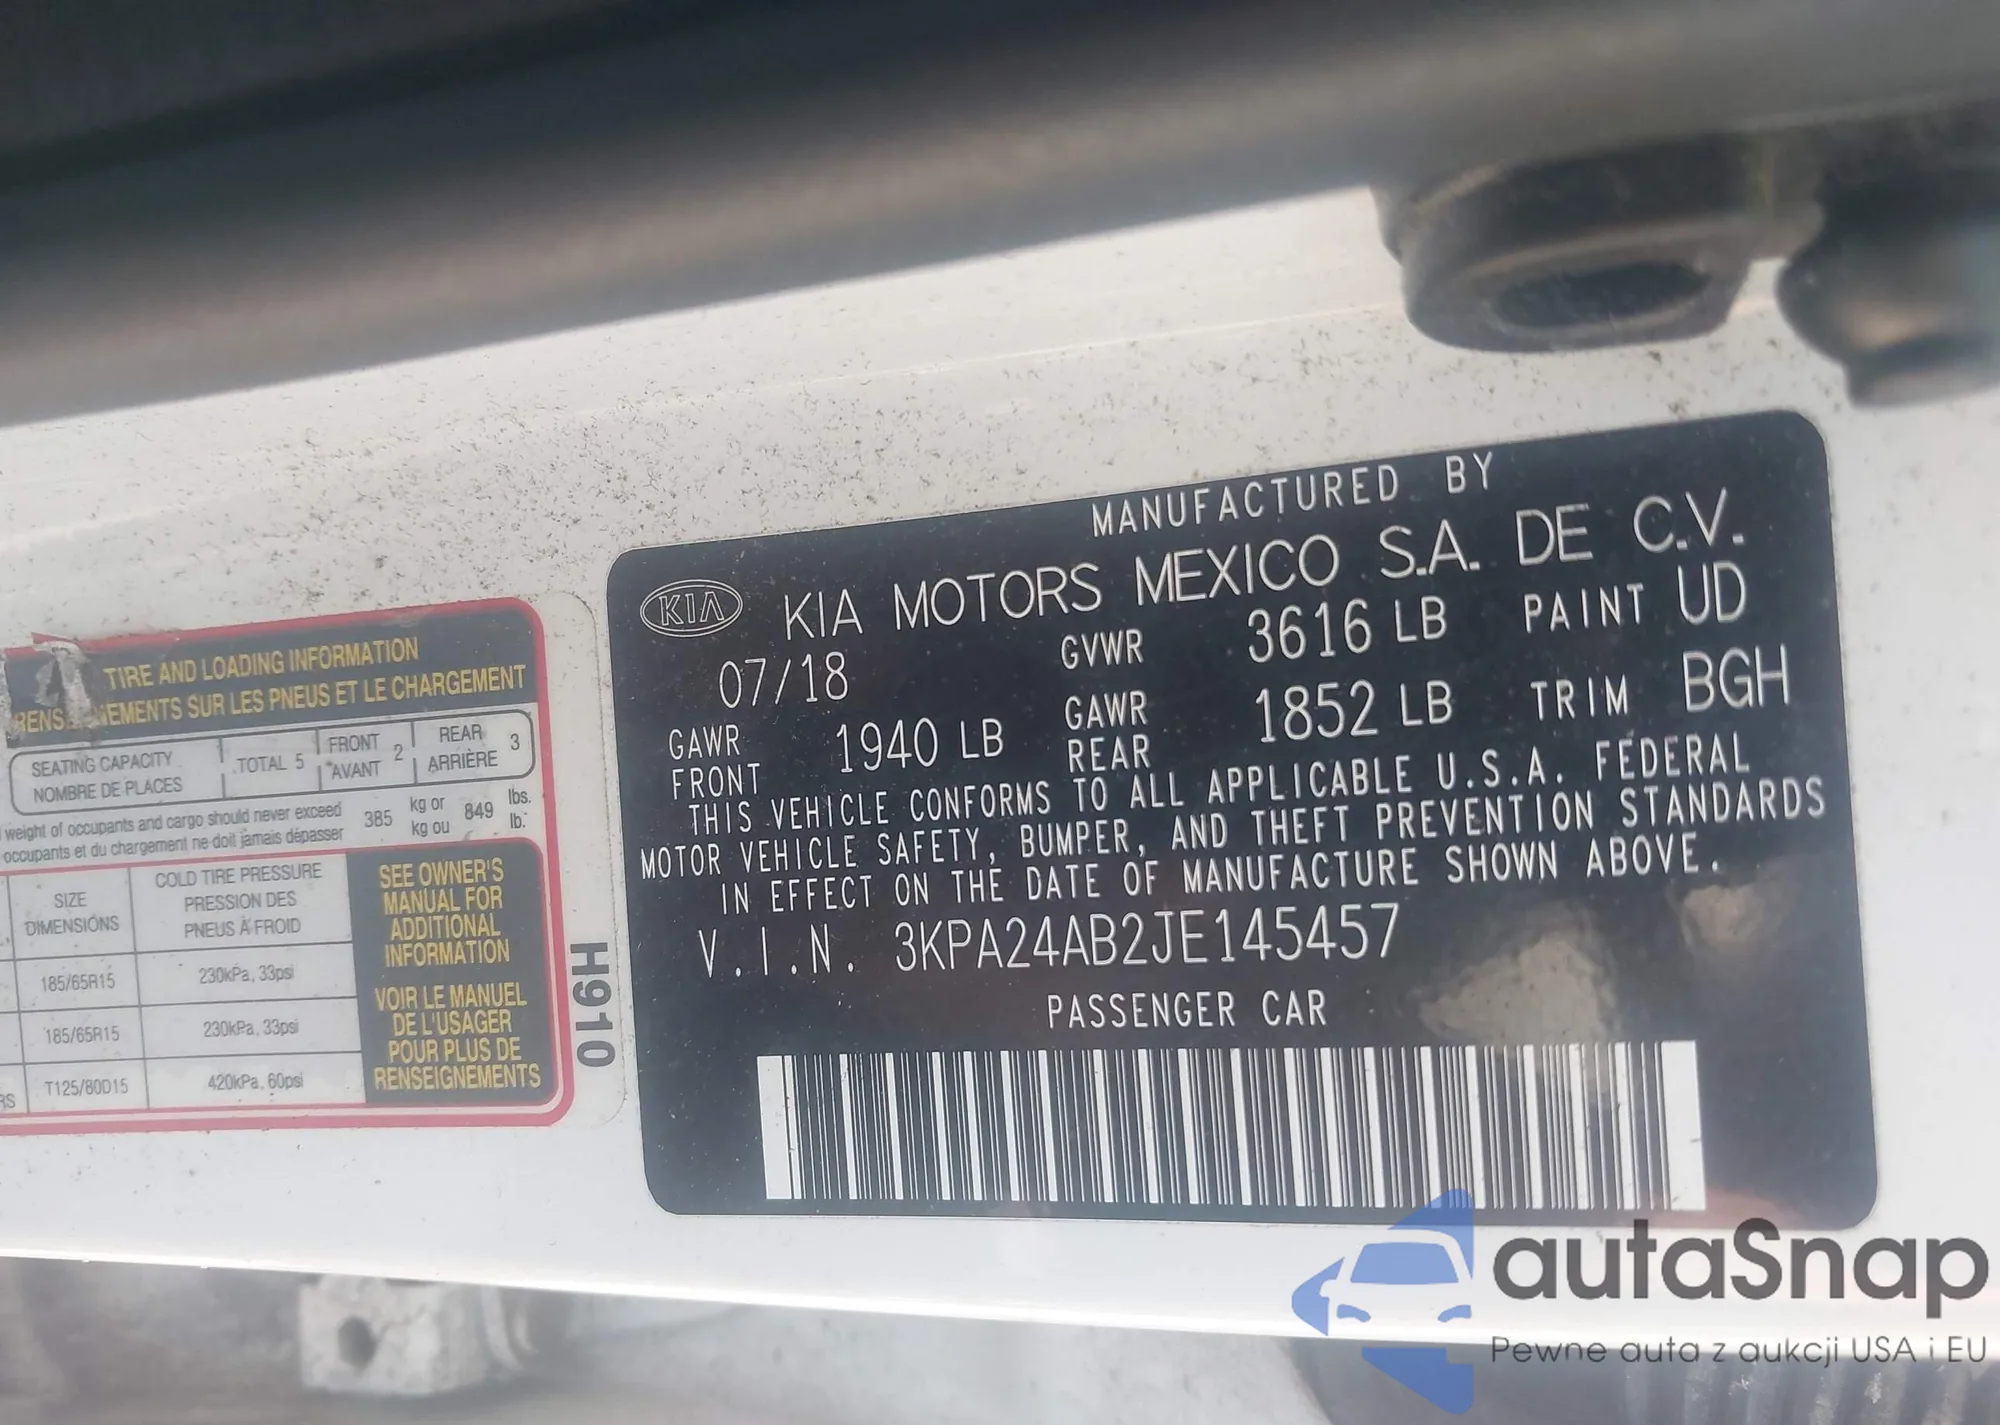 TIRE AND LOADING INFORMATION
RENS NEMENTS SUR LES PNEUS ET LE CHARGEMENT
SEATING CAPACITY
NOMBRE DE PLACES
TOTAL 5
FRONT
AVANT
2
REAR
ARRIÈRE
3
weight of occupants and cargo should never exceed
occupants et du chargement ne doit jamais dépasser
385
kg or
kg ou
849
lbs.
lb.
SIZE
DIMENSIONS
COLD TIRE PRESSURE
PRESSION DES
PNEUS À FROID
185/65R15
230kPa, 33psi
185/65R15
230kPa, 33psi
RS
T125/80D15
420kPa, 60psi
SEE OWNER'S
MANUAL FOR
ADDITIONAL
INFORMATION
VOIR LE MANUEL
DE L'USAGER
POUR PLUS DE
RENSEIGNEMENTS
H910
MANUFACTURED BY
KIA KIA MOTORS MEXICO S.A. DE C.V.
07/18 GVWR 3616 LB PAINT UD
GAWR FRONT 1940 LB GAWR REAR 1852 LB TRIM BGH
THIS VEHICLE CONFORMS TO ALL APPLICABLE U.S.A. FEDERAL
MOTOR VEHICLE SAFETY, BUMPER, AND THEFT PREVENTION STANDARDS
IN EFFECT ON THE DATE OF MANUFACTURE SHOWN ABOVE.
V.I.N. 3KPA24AB2JE145457
PASSENGER CAR
autaSnap
Pewne auta z aukcji USA i EU